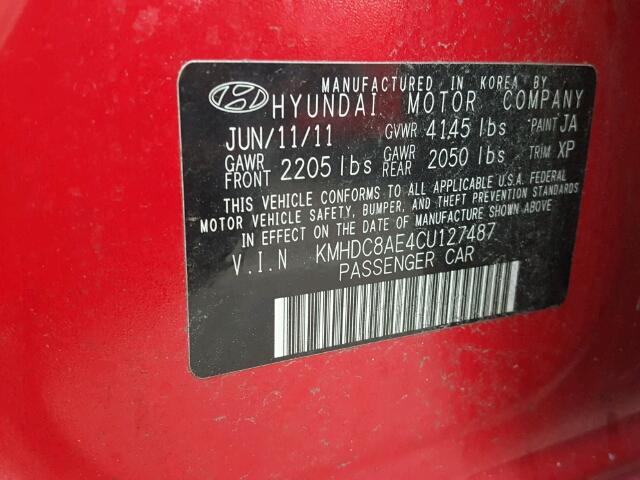 MANUFACTURED IN KOREA BY
HYUNDAI MOTOR COMPANY
JUN/11/11 GVWR 4145 lbs PAINT JA
GAWR FRONT 2205 lbs GAWR REAR 2050 lbs TRIM XP
THIS VEHICLE CONFORMS TO ALL APPLICABLE U.S.A. FEDERAL
MOTOR VEHICLE SAFETY, BUMPER, AND THEFT PREVENTION
STANDARDS IN EFFECT ON THE DATE OF MANUFACTURE SHOWN ABOVE
V.I.N KMHDC8AE4CU127487
PASSENGER CAR